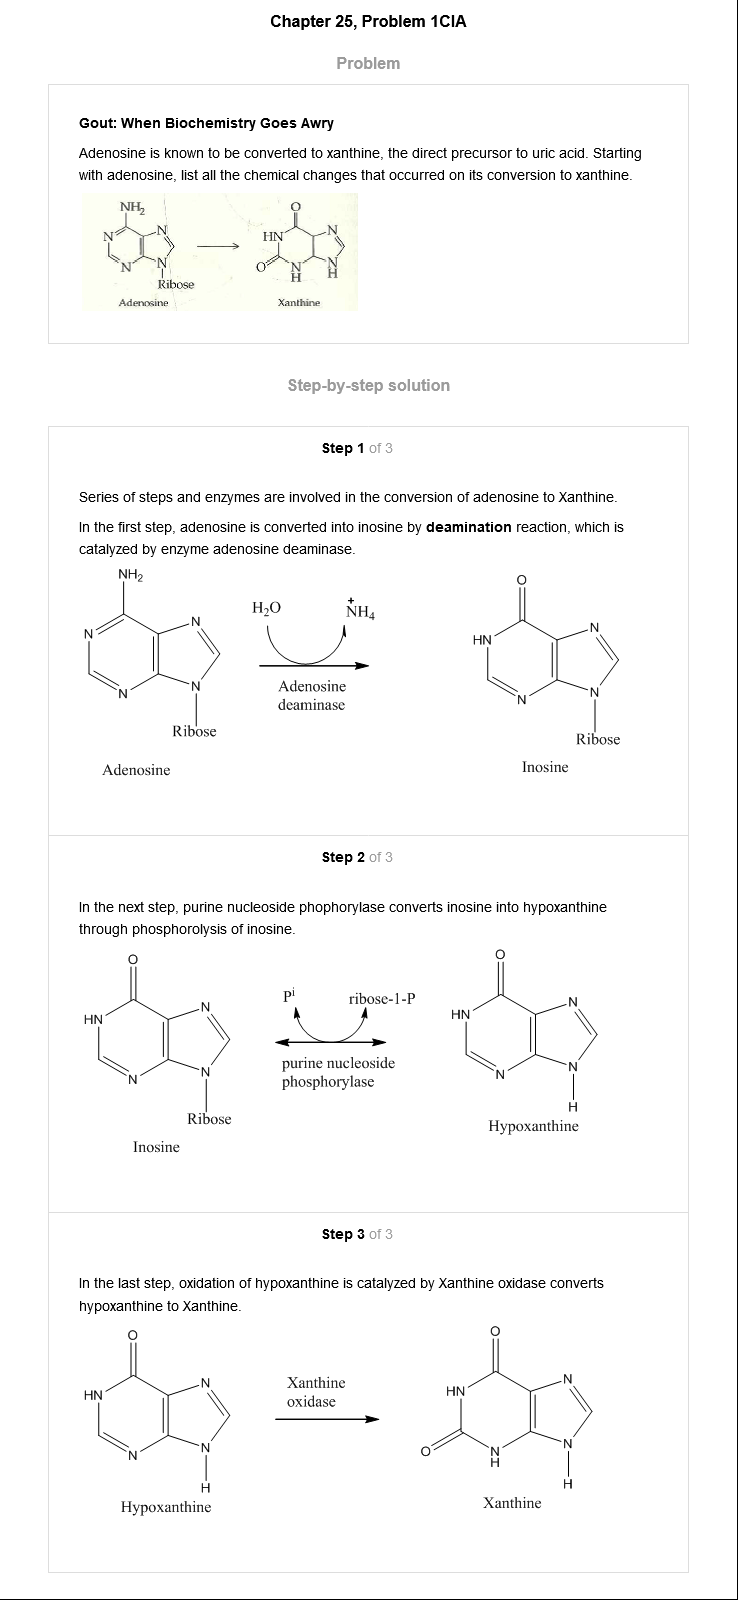 Chapter 25, Problem 1CIA
Problem
Gout: When Biochemistry Goes Awry
Adenosine is known to be converted to xanthine, the direct precursor to uric acid. Starting
with adenosine, list all the chemical changes that occurred on its conversion to xanthine.
NH2
N
N
N
N
Ribose
Adenosine
O
HN
O
N
H
N
N
H
Xanthine
Step-by-step solution
Step 1 of 3
Series of steps and enzymes are involved in the conversion of adenosine to Xanthine.
In the first step, adenosine is converted into inosine by deamination reaction, which is
catalyzed by enzyme adenosine deaminase.
NH2
N
N
N
N
Ribose
Adenosine
H2O
+
NH4
Adenosine
deaminase
O
HN
N
N
N
Ribose
Inosine
Step 2 of 3
In the next step, purine nucleoside phophorylase converts inosine into hypoxanthine
through phosphorolysis of inosine.
O
HN
N
N
N
Ribose
Inosine
Pi
ribose-1-P
purine nucleoside
phosphorylase
O
HN
N
N
N
H
Hypoxanthine
Step 3 of 3
In the last step, oxidation of hypoxanthine is catalyzed by Xanthine oxidase converts
hypoxanthine to Xanthine.
O
HN
N
N
N
H
Hypoxanthine
Xanthine
oxidase
O
HN
O
N
H
N
N
H
Xanthine